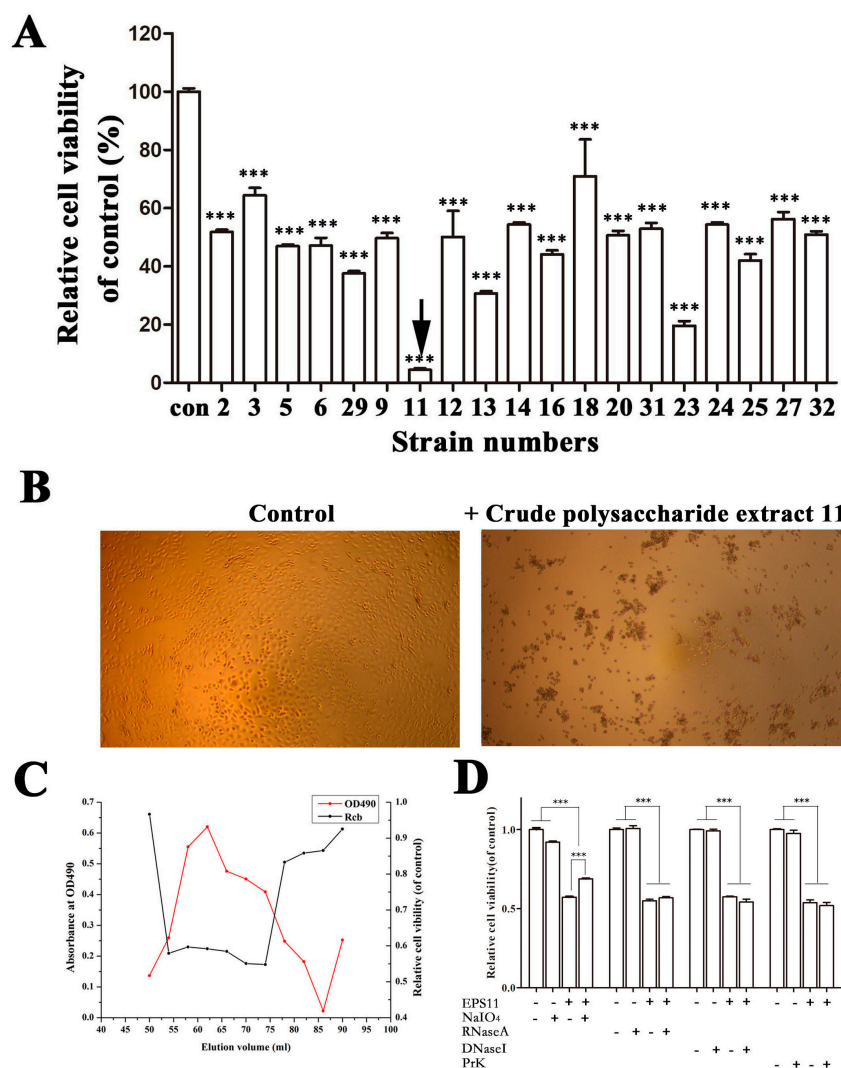 A
Relative cell viability
of control (%)
120
100
80
60
40
20
0
*** *** *** *** *** *** *** *** *** *** *** *** *** *** *** *** *** *** ***
con 2 3 5 6 29 9 11 12 13 14 16 18 20 31 23 24 25 27 32
Strain numbers
B
Control
+ Crude polysaccharide extract 11
C
OD490
Rcb
Absorbance at OD490
0.7
0.6
0.5
0.4
0.3
0.2
0.1
0.0
40 45 50 55 60 65 70 75 80 85 90 95 100
Elution volume (ml)
1.0
0.9
0.8
0.7
0.6
0.5
0.4
Relative cell vibility (of control)
D
Relative cell viability(of control)
1.0
0.5
0.0
*** *** *** ***
***
EPS11 - - + + - - + + - - + + - - + +
NaIO4 - + - +
RNaseA - + - +
DNaseI - + - +
PrK - + - +